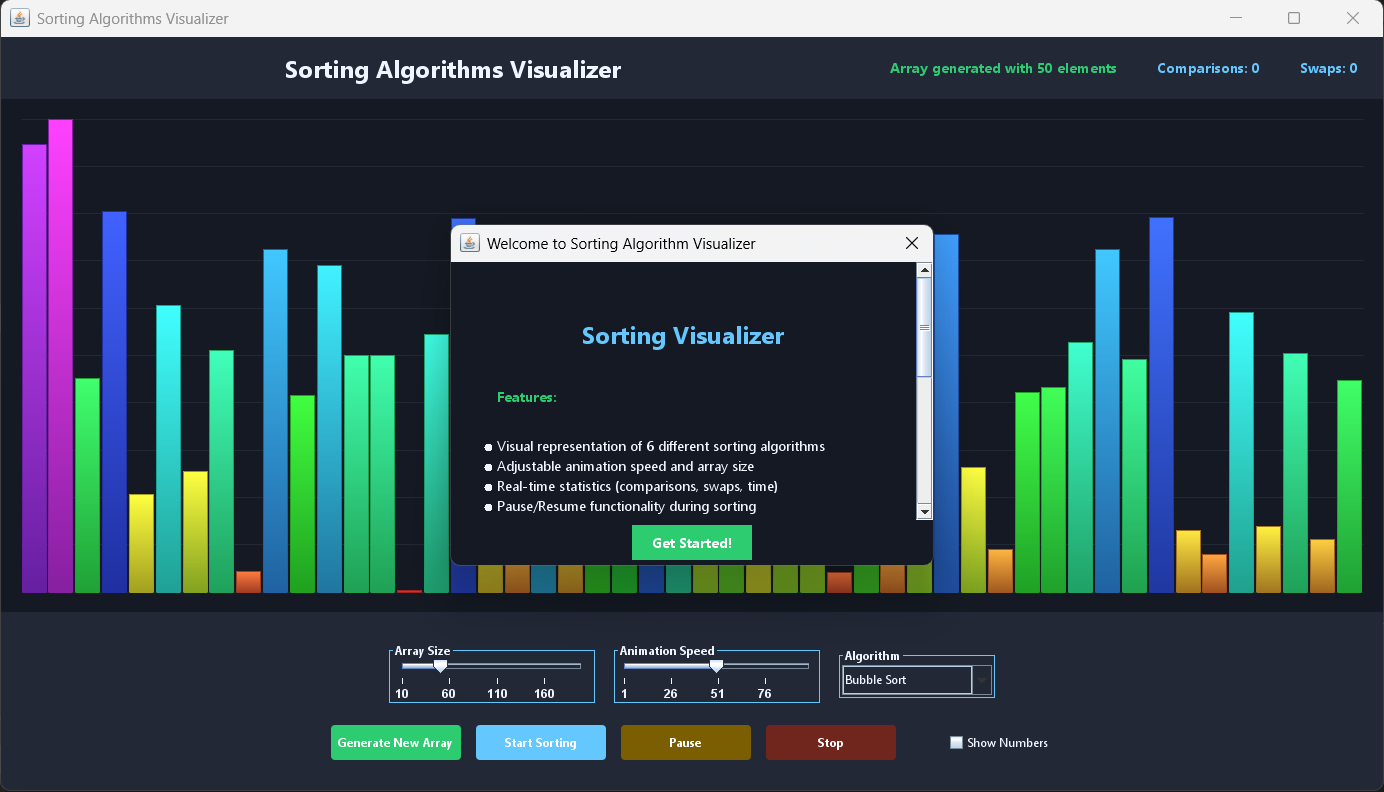 Sorting Algorithms Visualizer
Sorting Algorithms Visualizer
Array generated with 50 elements
Comparisons: 0
Swaps: 0
Welcome to Sorting Algorithm Visualizer
Sorting Visualizer
Features:
● Visual representation of 6 different sorting algorithms
● Adjustable animation speed and array size
● Real-time statistics (comparisons, swaps, time)
● Pause/Resume functionality during sorting
Get Started!
Array Size
10 60 110 160
Animation Speed
1 26 51 76
Algorithm
Bubble Sort
Generate New Array
Start Sorting
Pause
Stop
Show Numbers